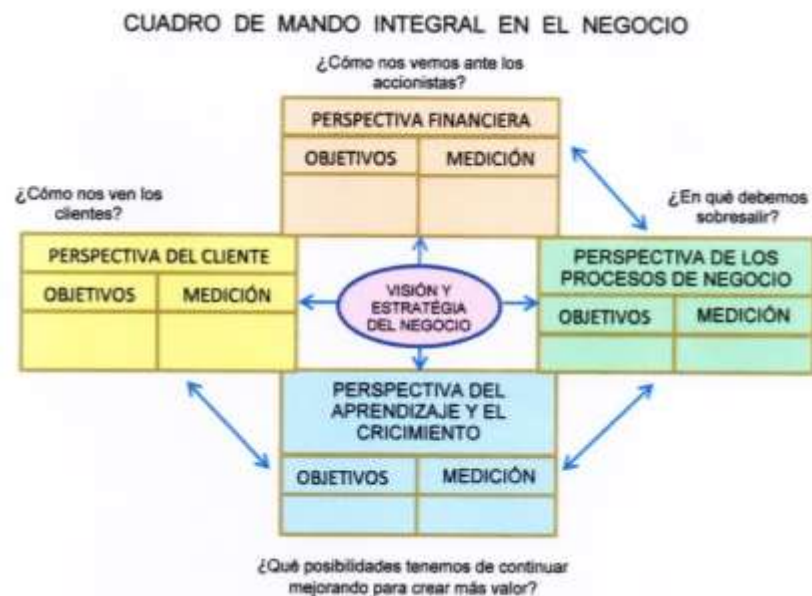 CUADRO DE MANDO INTEGRAL EN EL NEGOCIO
¿Cómo nos vemos ante los
accionistas?
PERSPECTIVA FINANCIERA
OBJETIVOS MEDICIÓN
¿Cómo nos ven los
clientes?
PERSPECTIVA DEL CLIENTE
OBJETIVOS MEDICIÓN
VISIÓN Y
ESTRATÉGIA
DEL NEGOCIO
¿En qué debemos
sobresalir?
PERSPECTIVA DE LOS
PROCESOS DE NEGOCIO
OBJETIVOS MEDICIÓN
PERSPECTIVA DEL
APRENDIZAJE Y EL
CRICIMIENTO
OBJETIVOS MEDICIÓN
¿Qué posibilidades tenemos de continuar
mejorando para crear más valor?